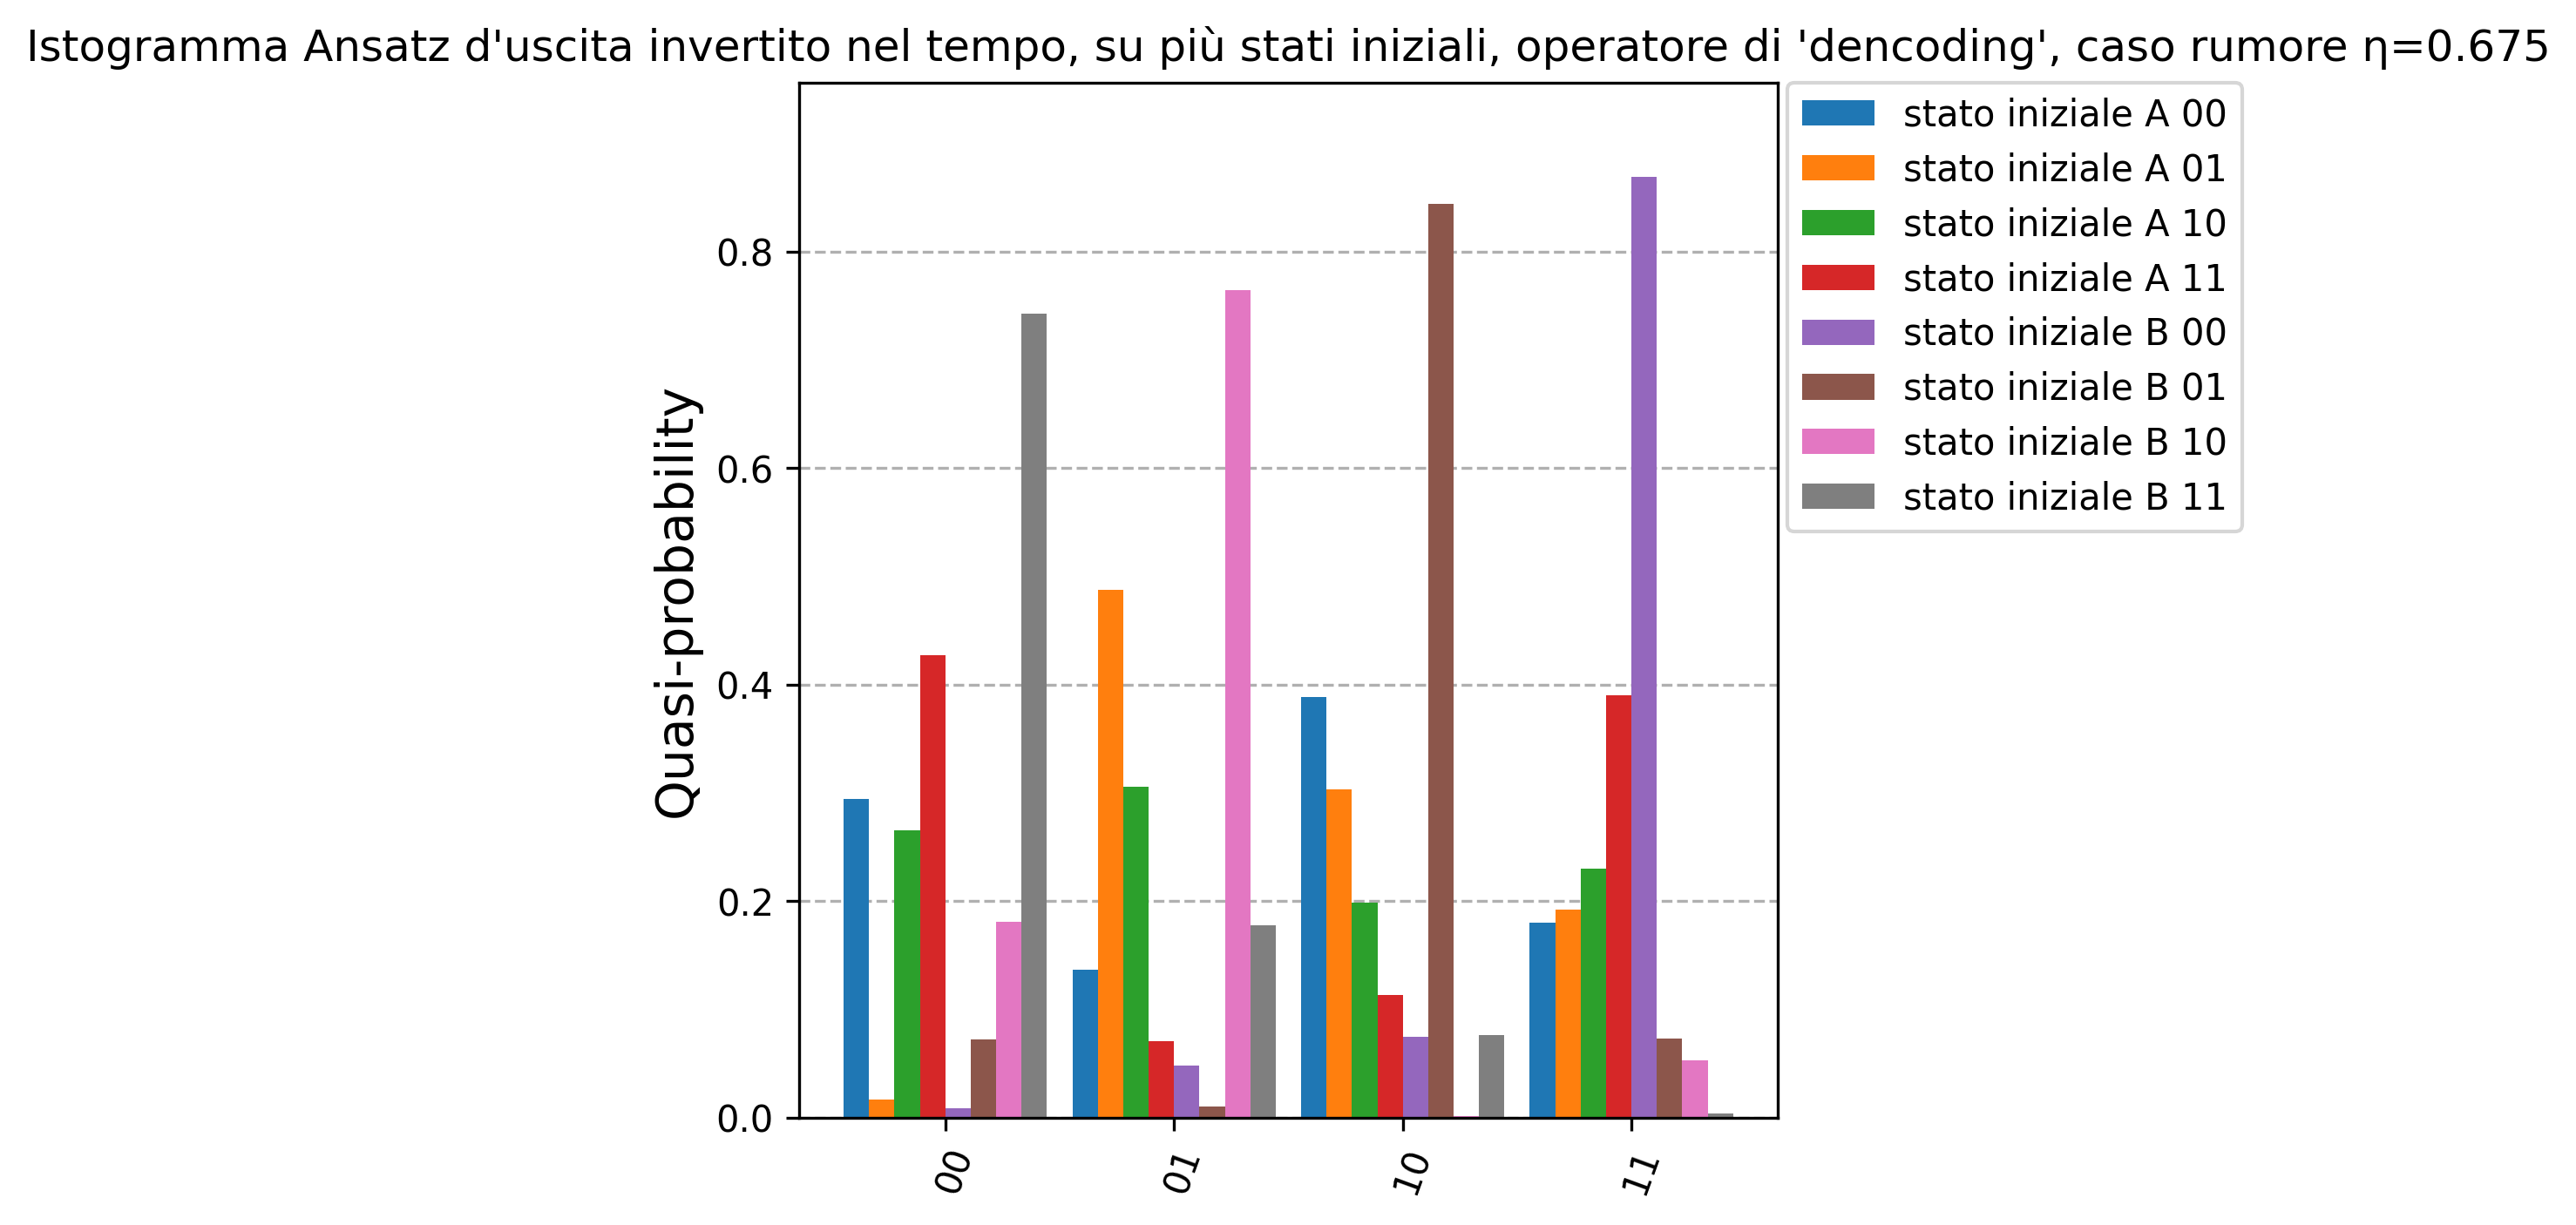 Istogramma Ansatz d'uscita invertito nel tempo, su più stati iniziali, operatore di 'dencoding', caso rumore η=0.675
stato iniziale A 00
stato iniziale A 01
stato iniziale A 10
stato iniziale A 11
stato iniziale B 00
stato iniziale B 01
stato iniziale B 10
stato iniziale B 11
Quasi-probability
0.8
0.6
0.4
0.2
0.0
00
01
10
11